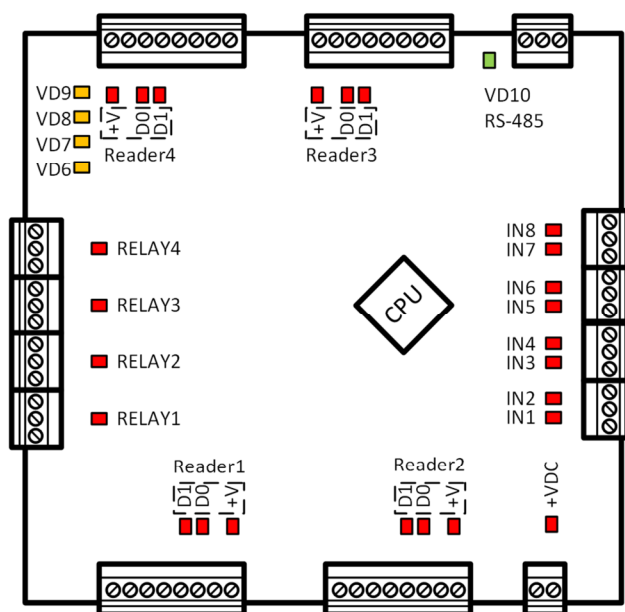 VD9
VD8
VD7
VD6
+V D0 D1
Reader4
+V D0 D1
Reader3
VD10
RS-485
RELAY4
RELAY3
RELAY2
RELAY1
CPU
IN8
IN7
IN6
IN5
IN4
IN3
IN2
IN1
Reader1
D1 D0 +V
Reader2
D1 D0 +V
+VDC